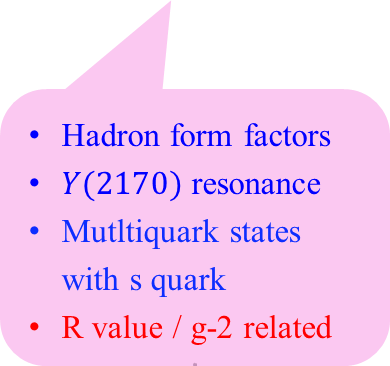 • Hadron form factors
• Y(2170) resonance
• Mutltiquark states
with s quark
• R value / g-2 related